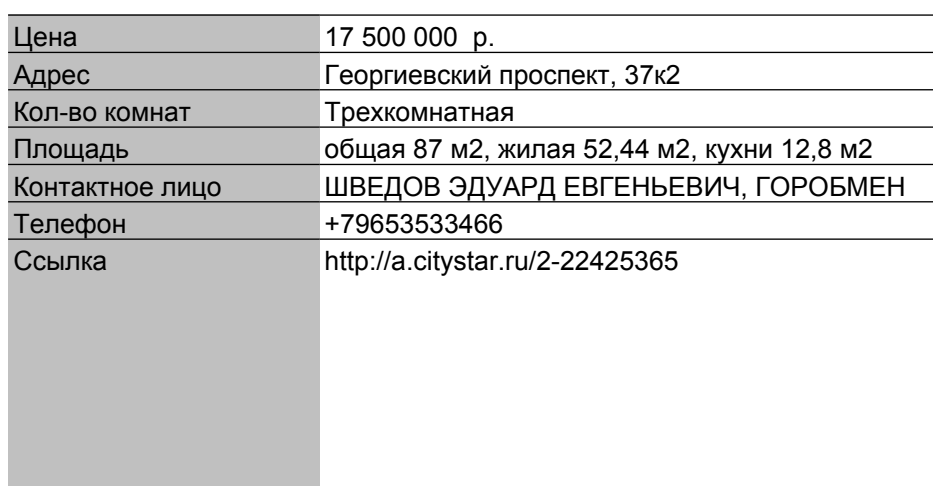 Цена 17 500 000 р.
Адрес Георгиевский проспект, 37к2
Кол-во комнат Трехкомнатная
Площадь общая 87 м2, жилая 52,44 м2, кухни 12,8 м2
Контактное лицо ШВЕДОВ ЭДУАРД ЕВГЕНЬЕВИЧ, ГОРОБМЕН
Телефон +79653533466
Ссылка http://a.citystar.ru/2-22425365